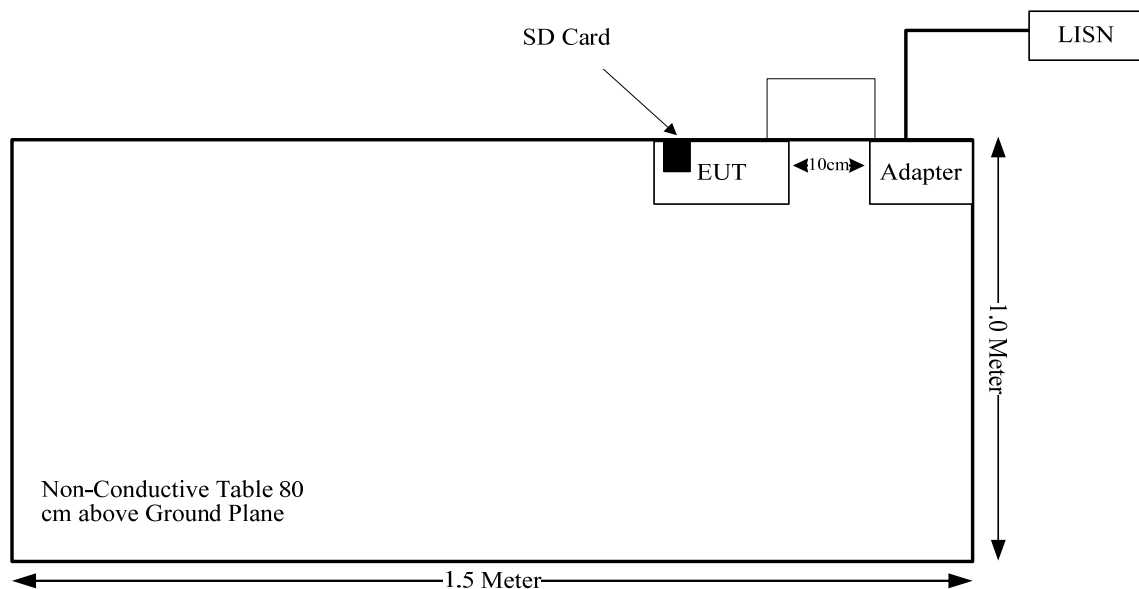 SD Card
LISN
EUT
10cm
Adapter
1.0 Meter
Non-Conductive Table 80
cm above Ground Plane
1.5 Meter